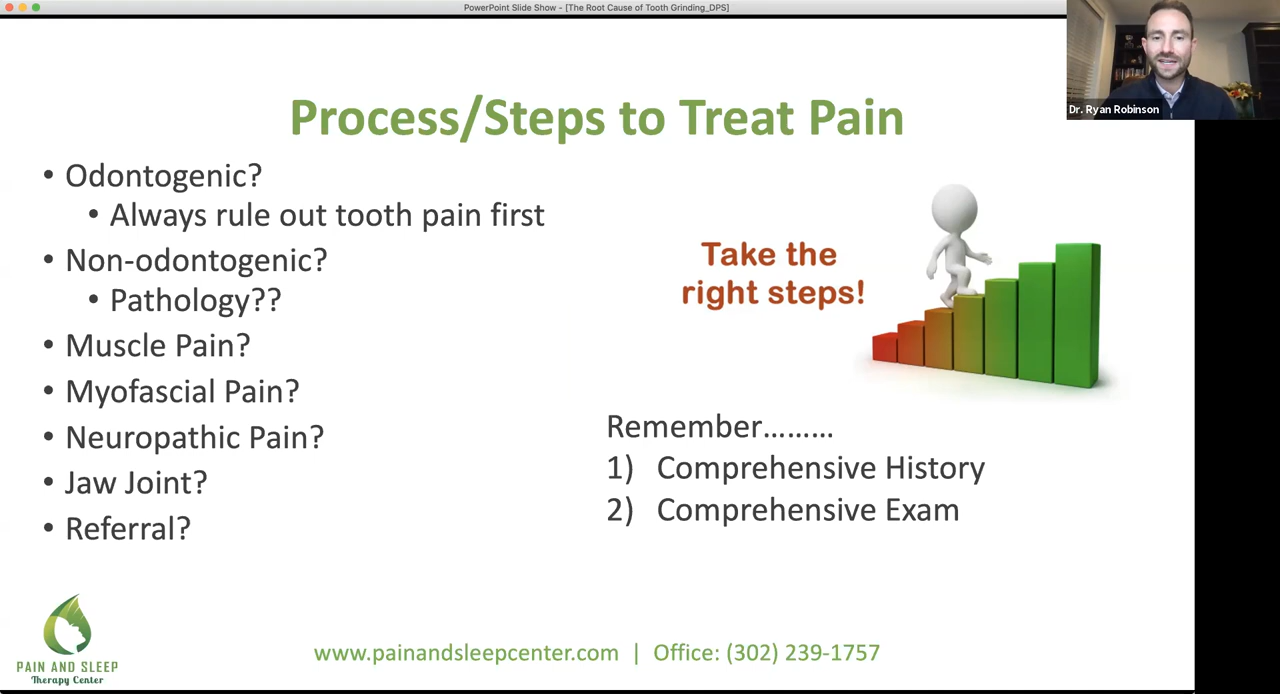 PowerPoint Slide Show - [The Root Cause of Tooth Grinding_DPS]
Dr. Ryan Robinson
Process/Steps to Treat Pain
• Odontogenic?
• Always rule out tooth pain first
• Non-odontogenic?
• Pathology??
• Muscle Pain?
• Myofascial Pain?
• Neuropathic Pain?
• Jaw Joint?
• Referral?
Take the
right steps!
Remember.........
1) Comprehensive History
2) Comprehensive Exam
PAIN AND SLEEP
Therapy Center
www.painandsleepcenter.com | Office: (302) 239-1757